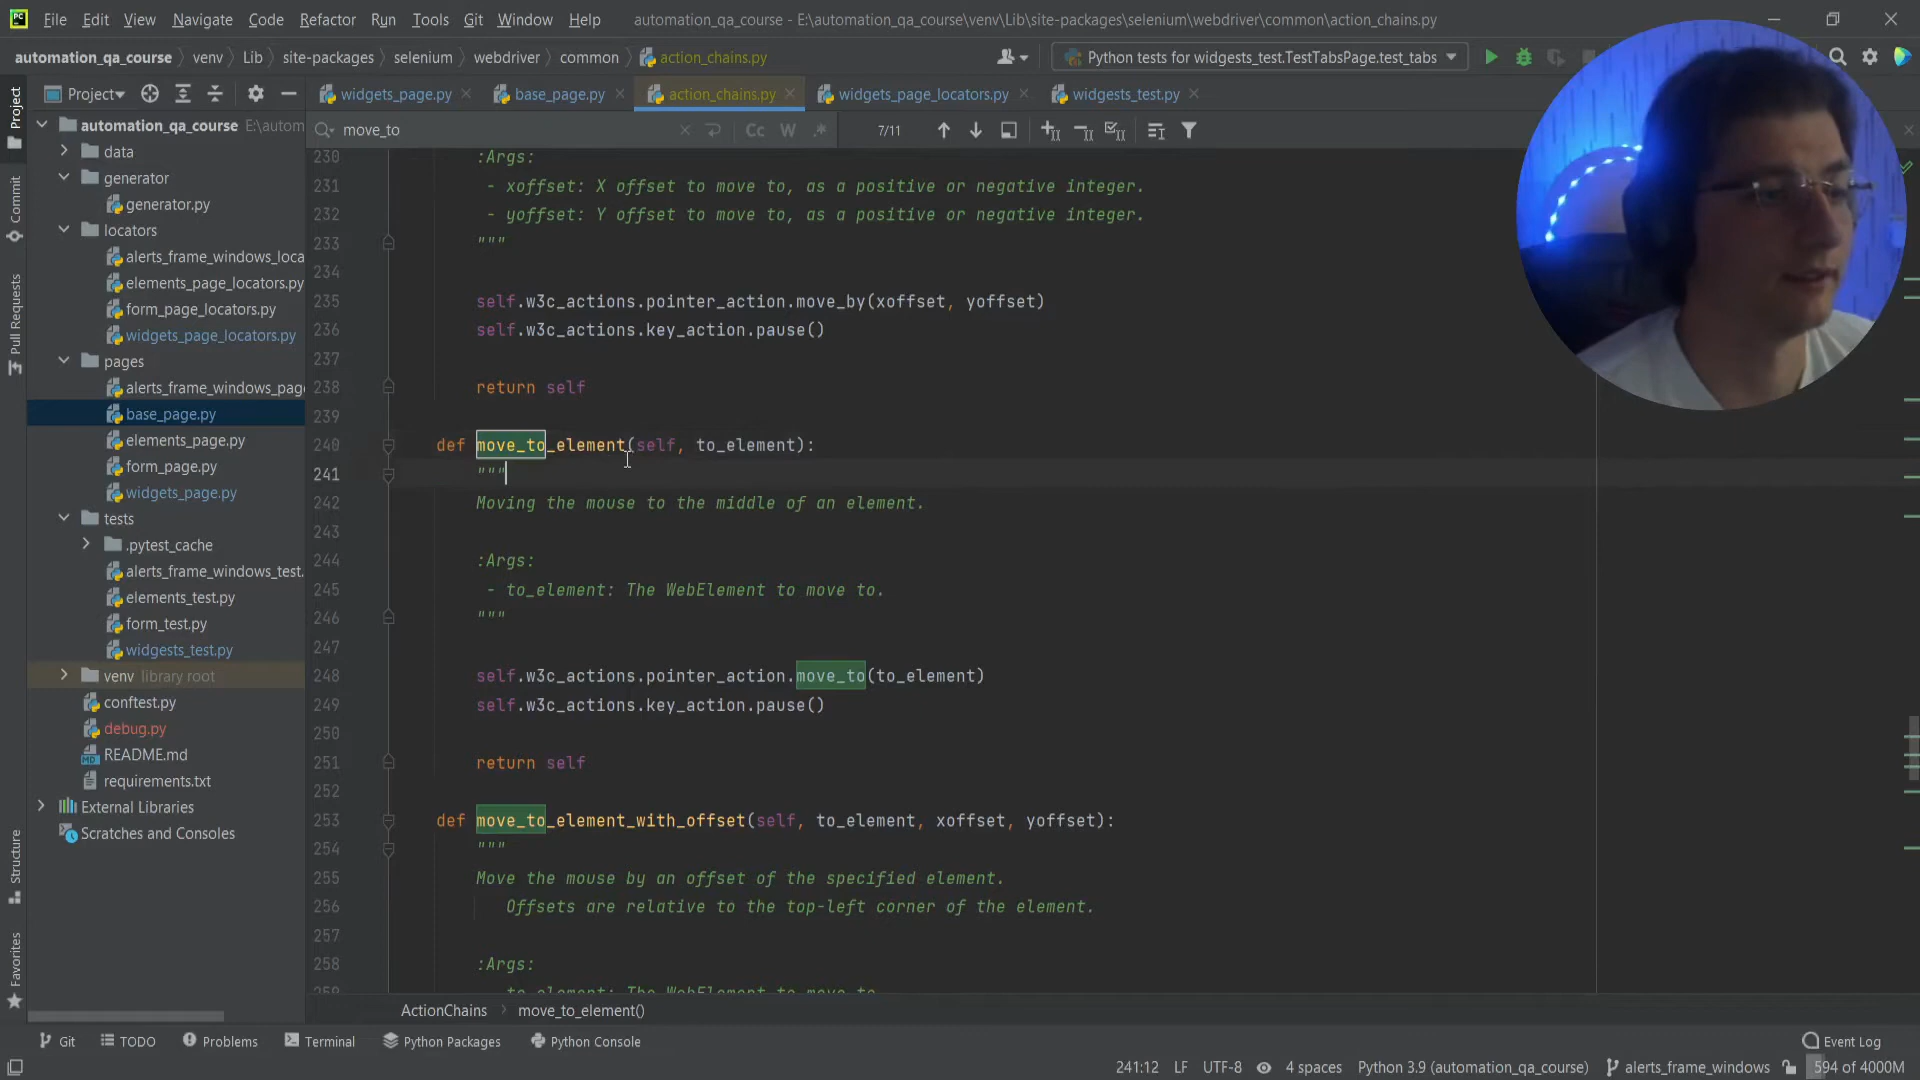 File Edit View Navigate Code Refactor Run Tools Git Window Help automation_qa_course - E:\automation_qa_course\venv\Lib\site-packages\selenium\webdriver\common\action_chains.py
automation_qa_course venv Lib site-packages selenium webdriver common action_chains.py Python tests for widgests_test.TestTabsPage.test_tabs
Project widgets_page.py base_page.py action_chains.py widgets_page_locators.py widgests_test.py
move_to Cc W .* 7/11
Project
Commit
Pull Requests
Structure
Favorites
automation_qa_course E:\autom
data
generator
generator.py
locators
alerts_frame_windows_loca
elements_page_locators.py
form_page_locators.py
widgets_page_locators.py
pages
alerts_frame_windows_pag
base_page.py
elements_page.py
form_page.py
widgets_page.py
tests
.pytest_cache
alerts_frame_windows_test.
elements_test.py
form_test.py
widgests_test.py
venv library root
conftest.py
debug.py
README.md
requirements.txt
External Libraries
Scratches and Consoles
230 :Args:
231 - xoffset: X offset to move to, as a positive or negative integer.
232 - yoffset: Y offset to move to, as a positive or negative integer.
233 """
234
235 self.w3c_actions.pointer_action.move_by(xoffset, yoffset)
236 self.w3c_actions.key_action.pause()
237
238 return self
239
240 def move_to_element(self, to_element):
241 """
242 Moving the mouse to the middle of an element.
243
244 :Args:
245 - to_element: The WebElement to move to.
246 """
247
248 self.w3c_actions.pointer_action.move_to(to_element)
249 self.w3c_actions.key_action.pause()
250
251 return self
252
253 def move_to_element_with_offset(self, to_element, xoffset, yoffset):
254 """
255 Move the mouse by an offset of the specified element.
256 Offsets are relative to the top-left corner of the element.
257
258 :Args:
259 - to_element: The WebElement to move to.
ActionChains move_to_element()
Git TODO Problems Terminal Python Packages Python Console Event Log
241:12 LF UTF-8 4 spaces Python 3.9 (automation_qa_course) alerts_frame_windows 594 of 4000M